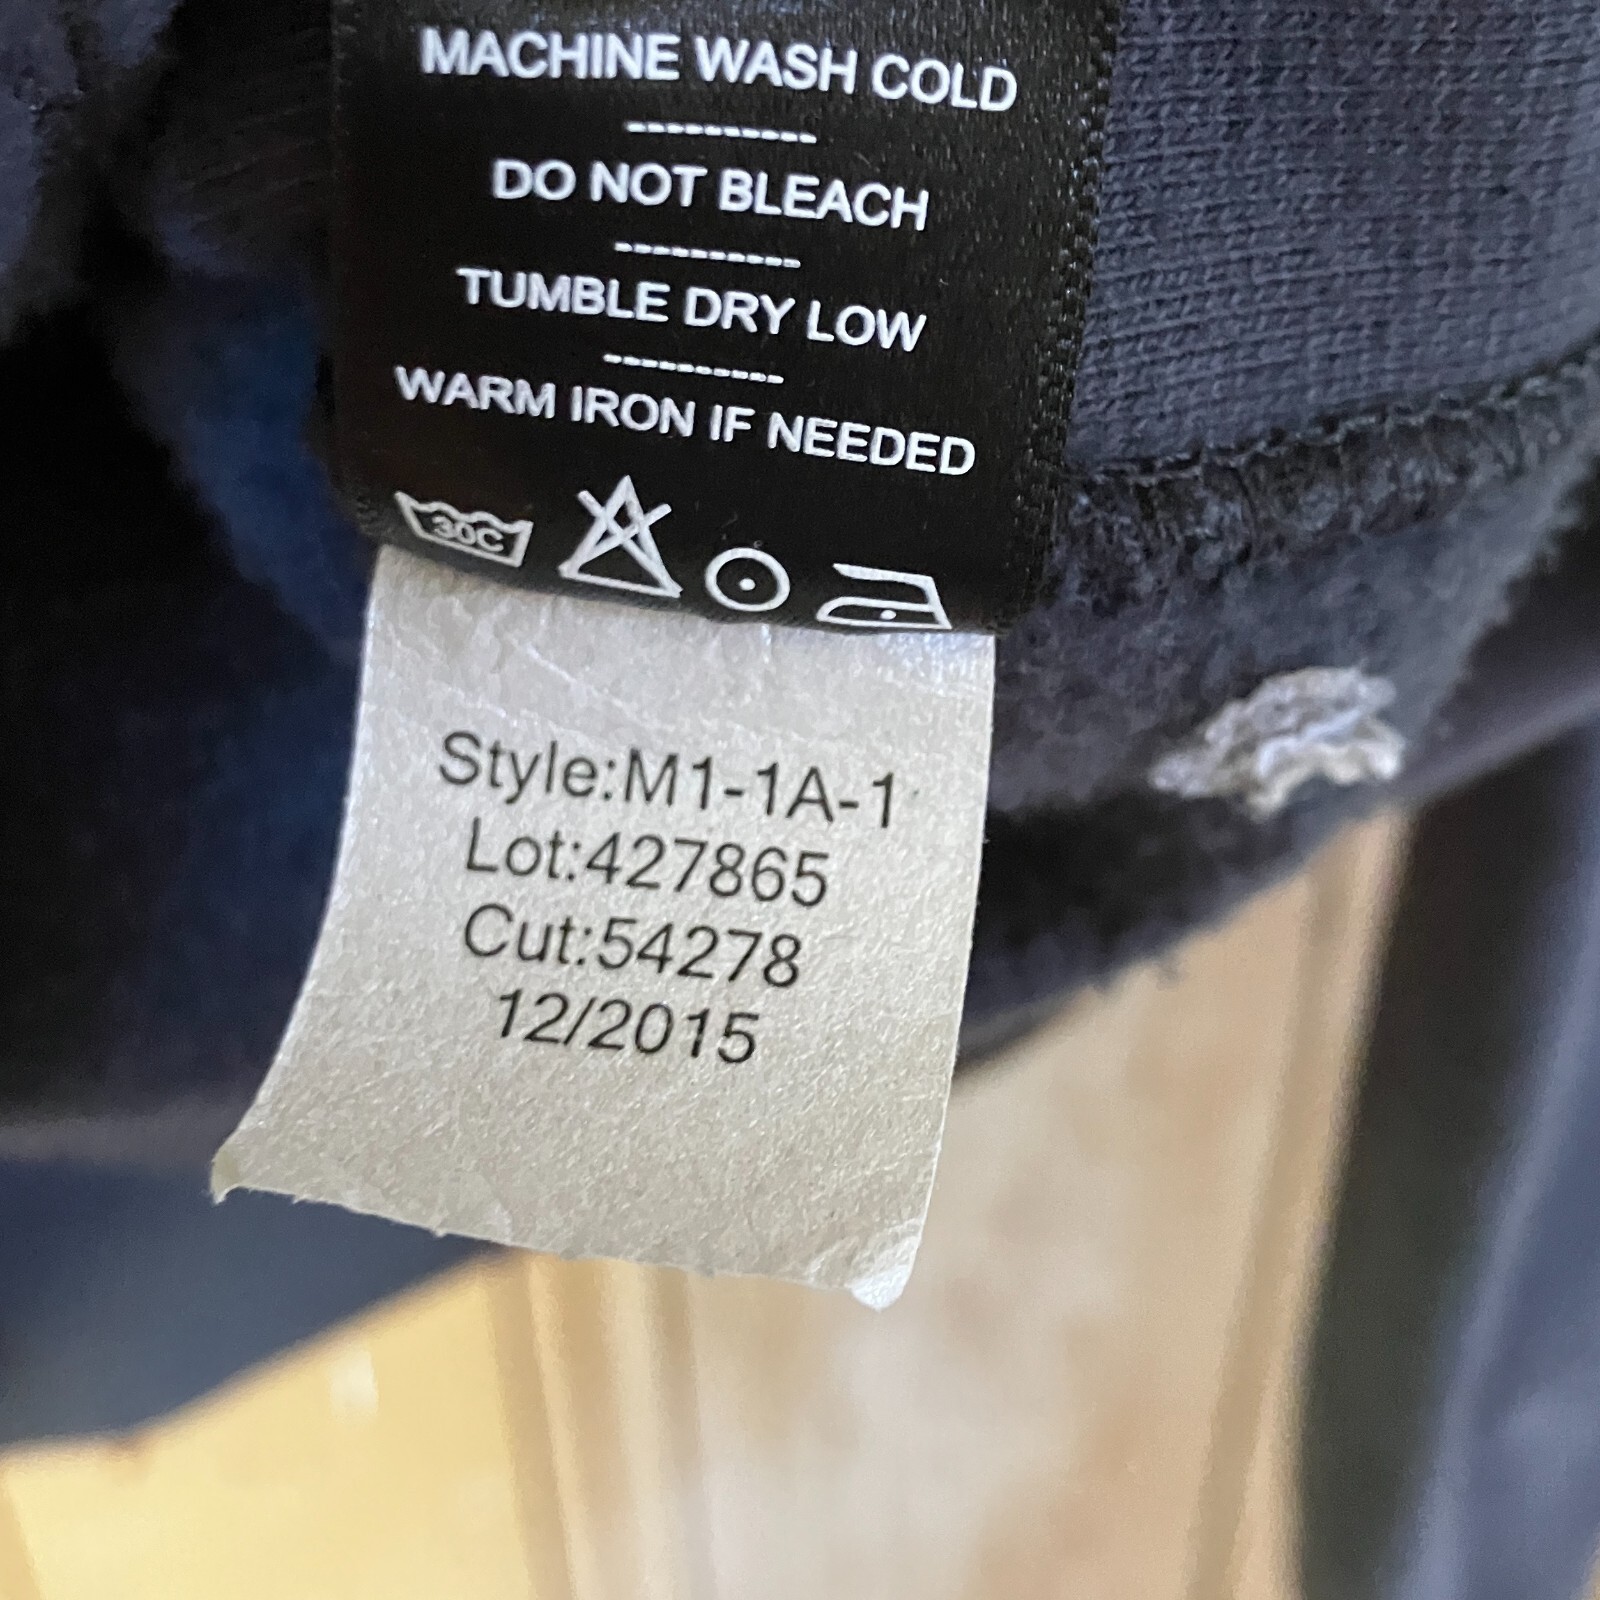 MACHINE WASH COLD
----------
DO NOT BLEACH
----------
TUMBLE DRY LOW
----------
WARM IRON IF NEEDED
30C
Style:M1-1A-1
Lot:427865
Cut:54278
12/2015